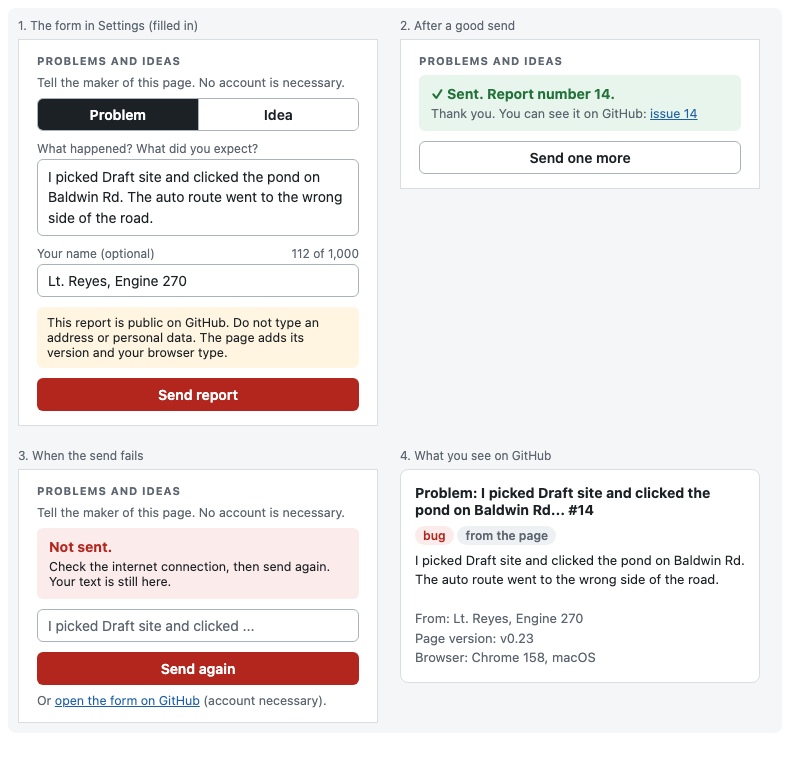 1. The form in Settings (filled in)
PROBLEMS AND IDEAS
Tell the maker of this page. No account is necessary.
Problem
Idea
What happened? What did you expect?
I picked Draft site and clicked the pond on
Baldwin Rd. The auto route went to the wrong
side of the road.
Your name (optional)
112 of 1,000
Lt. Reyes, Engine 270
This report is public on GitHub. Do not type an
address or personal data. The page adds its
version and your browser type.
Send report
2. After a good send
PROBLEMS AND IDEAS
✓ Sent. Report number 14.
Thank you. You can see it on GitHub: issue 14
Send one more
3. When the send fails
PROBLEMS AND IDEAS
Tell the maker of this page. No account is necessary.
Not sent.
Check the internet connection, then send again.
Your text is still here.
I picked Draft site and clicked ...
Send again
Or open the form on GitHub (account necessary).
4. What you see on GitHub
Problem: I picked Draft site and clicked the
pond on Baldwin Rd... #14
bug
from the page
I picked Draft site and clicked the pond on Baldwin Rd.
The auto route went to the wrong side of the road.
From: Lt. Reyes, Engine 270
Page version: v0.23
Browser: Chrome 158, macOS